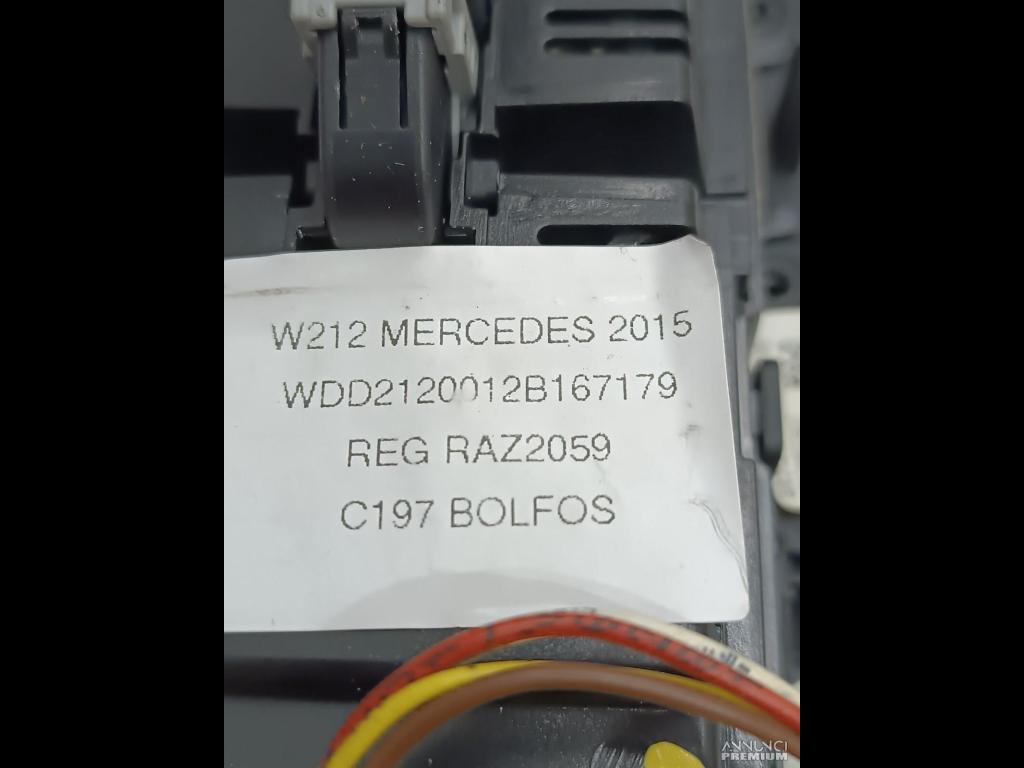 W212 MERCEDES 2015
WDD2120012B167179
REG RAZ2059
C197 BOLFOS
ANNUNCI
PREMIUM